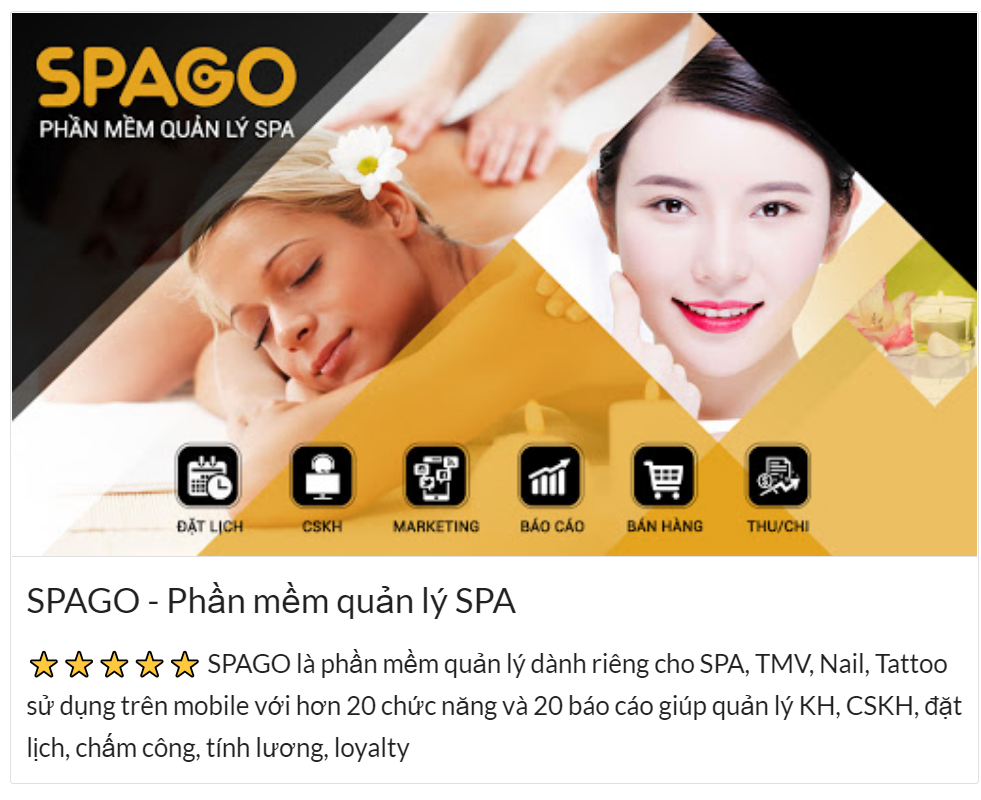 SPAGO
PHẦN MỀM QUẢN LÝ SPA
ĐẶT LỊCH
CSKH
MARKETING
BÁO CÁO
BÁN HÀNG
THU/CHI
SPAGO - Phần mềm quản lý SPA
SPAGO là phần mềm quản lý dành riêng cho SPA, TMV, Nail, Tattoo
sử dụng trên mobile với hơn 20 chức năng và 20 báo cáo giúp quản lý KH, CSKH, đặt
lịch, chấm công, tính lương, loyalty